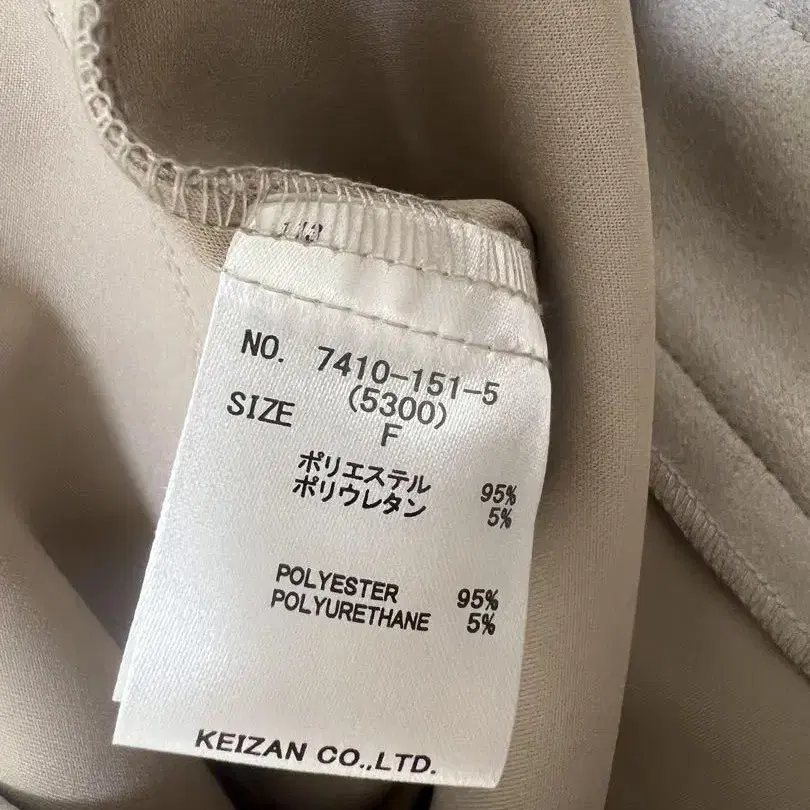 NO. 7410-151-5
(5300)
SIZE F
ポリエステル 95%
ポリウレタン 5%
POLYESTER 95%
POLYURETHANE 5%
KEIZAN CO.,LTD.